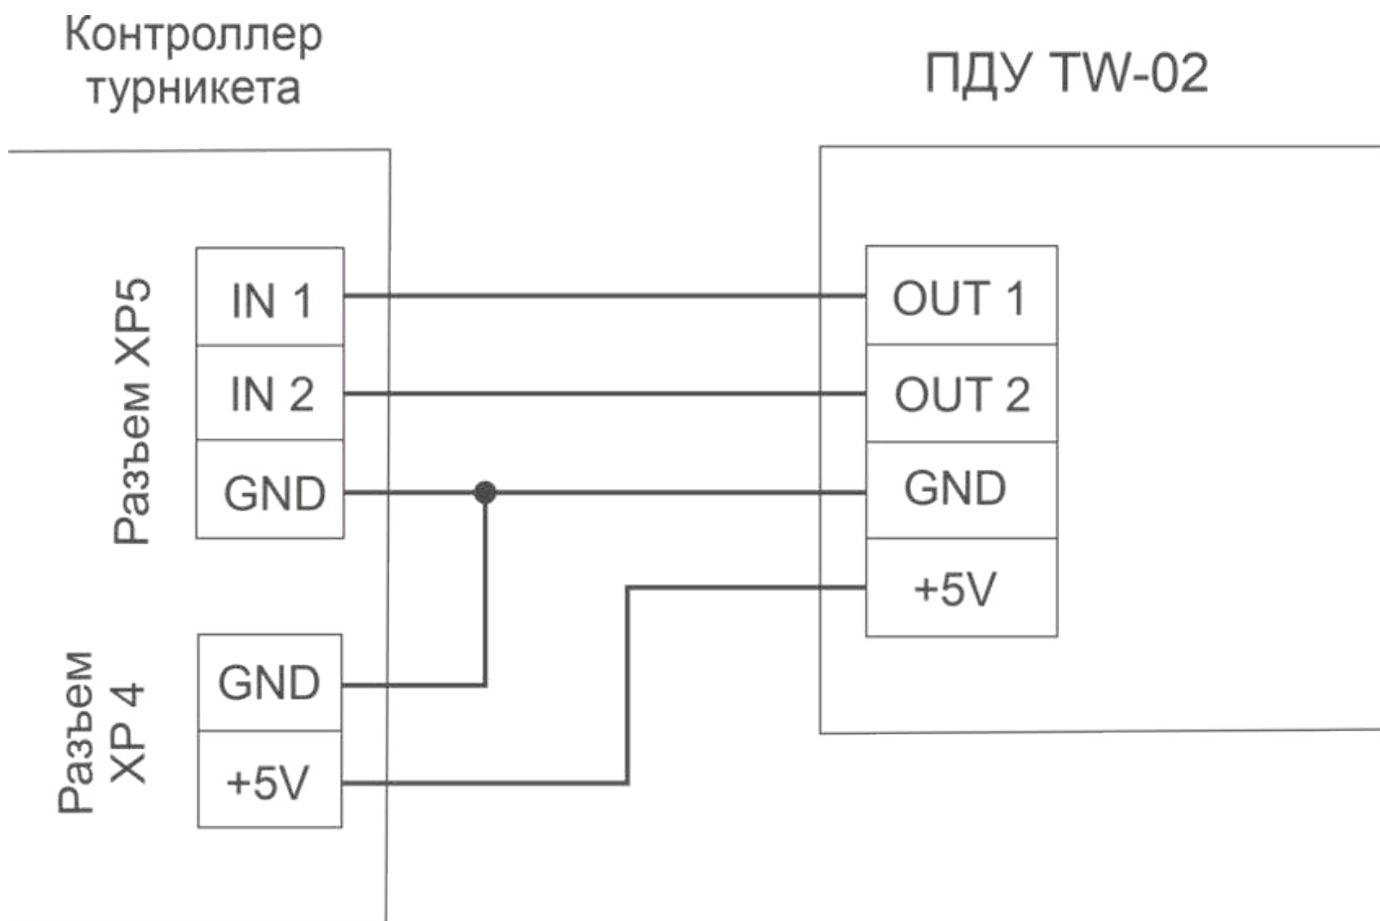 Контроллер
турникета
ПДУ TW-02
Разъем XP5
IN 1
IN 2
GND
Разъем
XP 4
GND
+5V
OUT 1
OUT 2
GND
+5V